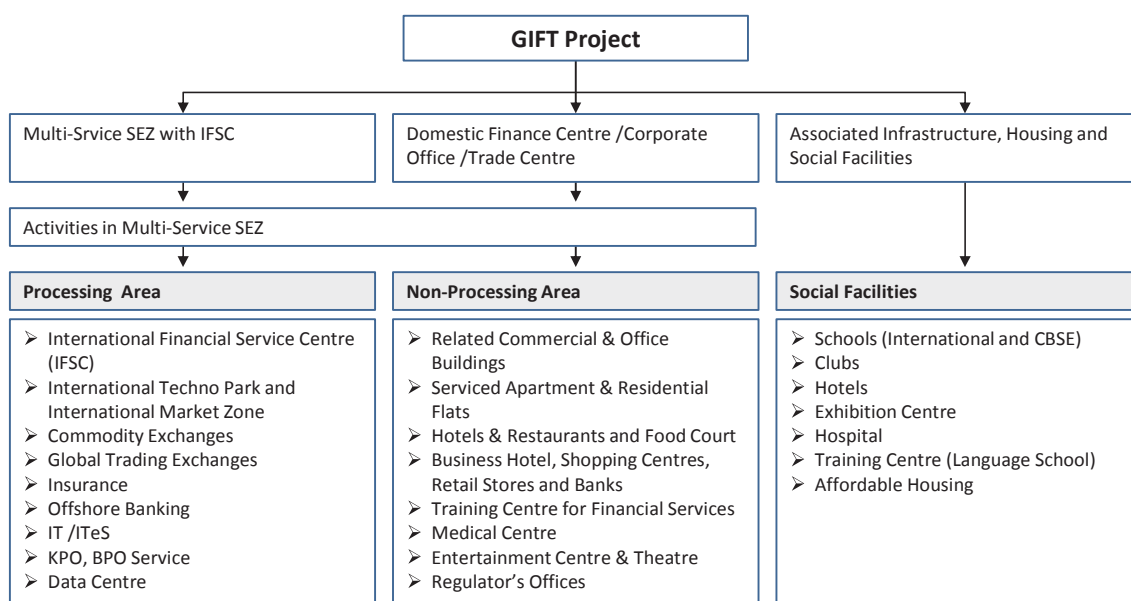 GIFT Project
Multi-Srvice SEZ with IFSC
Domestic Finance Centre /Corporate
Office /Trade Centre
Associated Infrastructure, Housing and
Social Facilities
Activities in Multi-Service SEZ
Processing Area
➢ International Financial Service Centre
(IFSC)
➢ International Techno Park and
International Market Zone
➢ Commodity Exchanges
➢ Global Trading Exchanges
➢ Insurance
➢ Offshore Banking
➢ IT /ITeS
➢ KPO, BPO Service
➢ Data Centre
Non-Processing Area
➢ Related Commercial & Office
Buildings
➢ Serviced Apartment & Residential
Flats
➢ Hotels & Restaurants and Food Court
➢ Business Hotel, Shopping Centres,
Retail Stores and Banks
➢ Training Centre for Financial Services
➢ Medical Centre
➢ Entertainment Centre & Theatre
➢ Regulator's Offices
Social Facilities
➢ Schools (International and CBSE)
➢ Clubs
➢ Hotels
➢ Exhibition Centre
➢ Hospital
➢ Training Centre (Language School)
➢ Affordable Housing